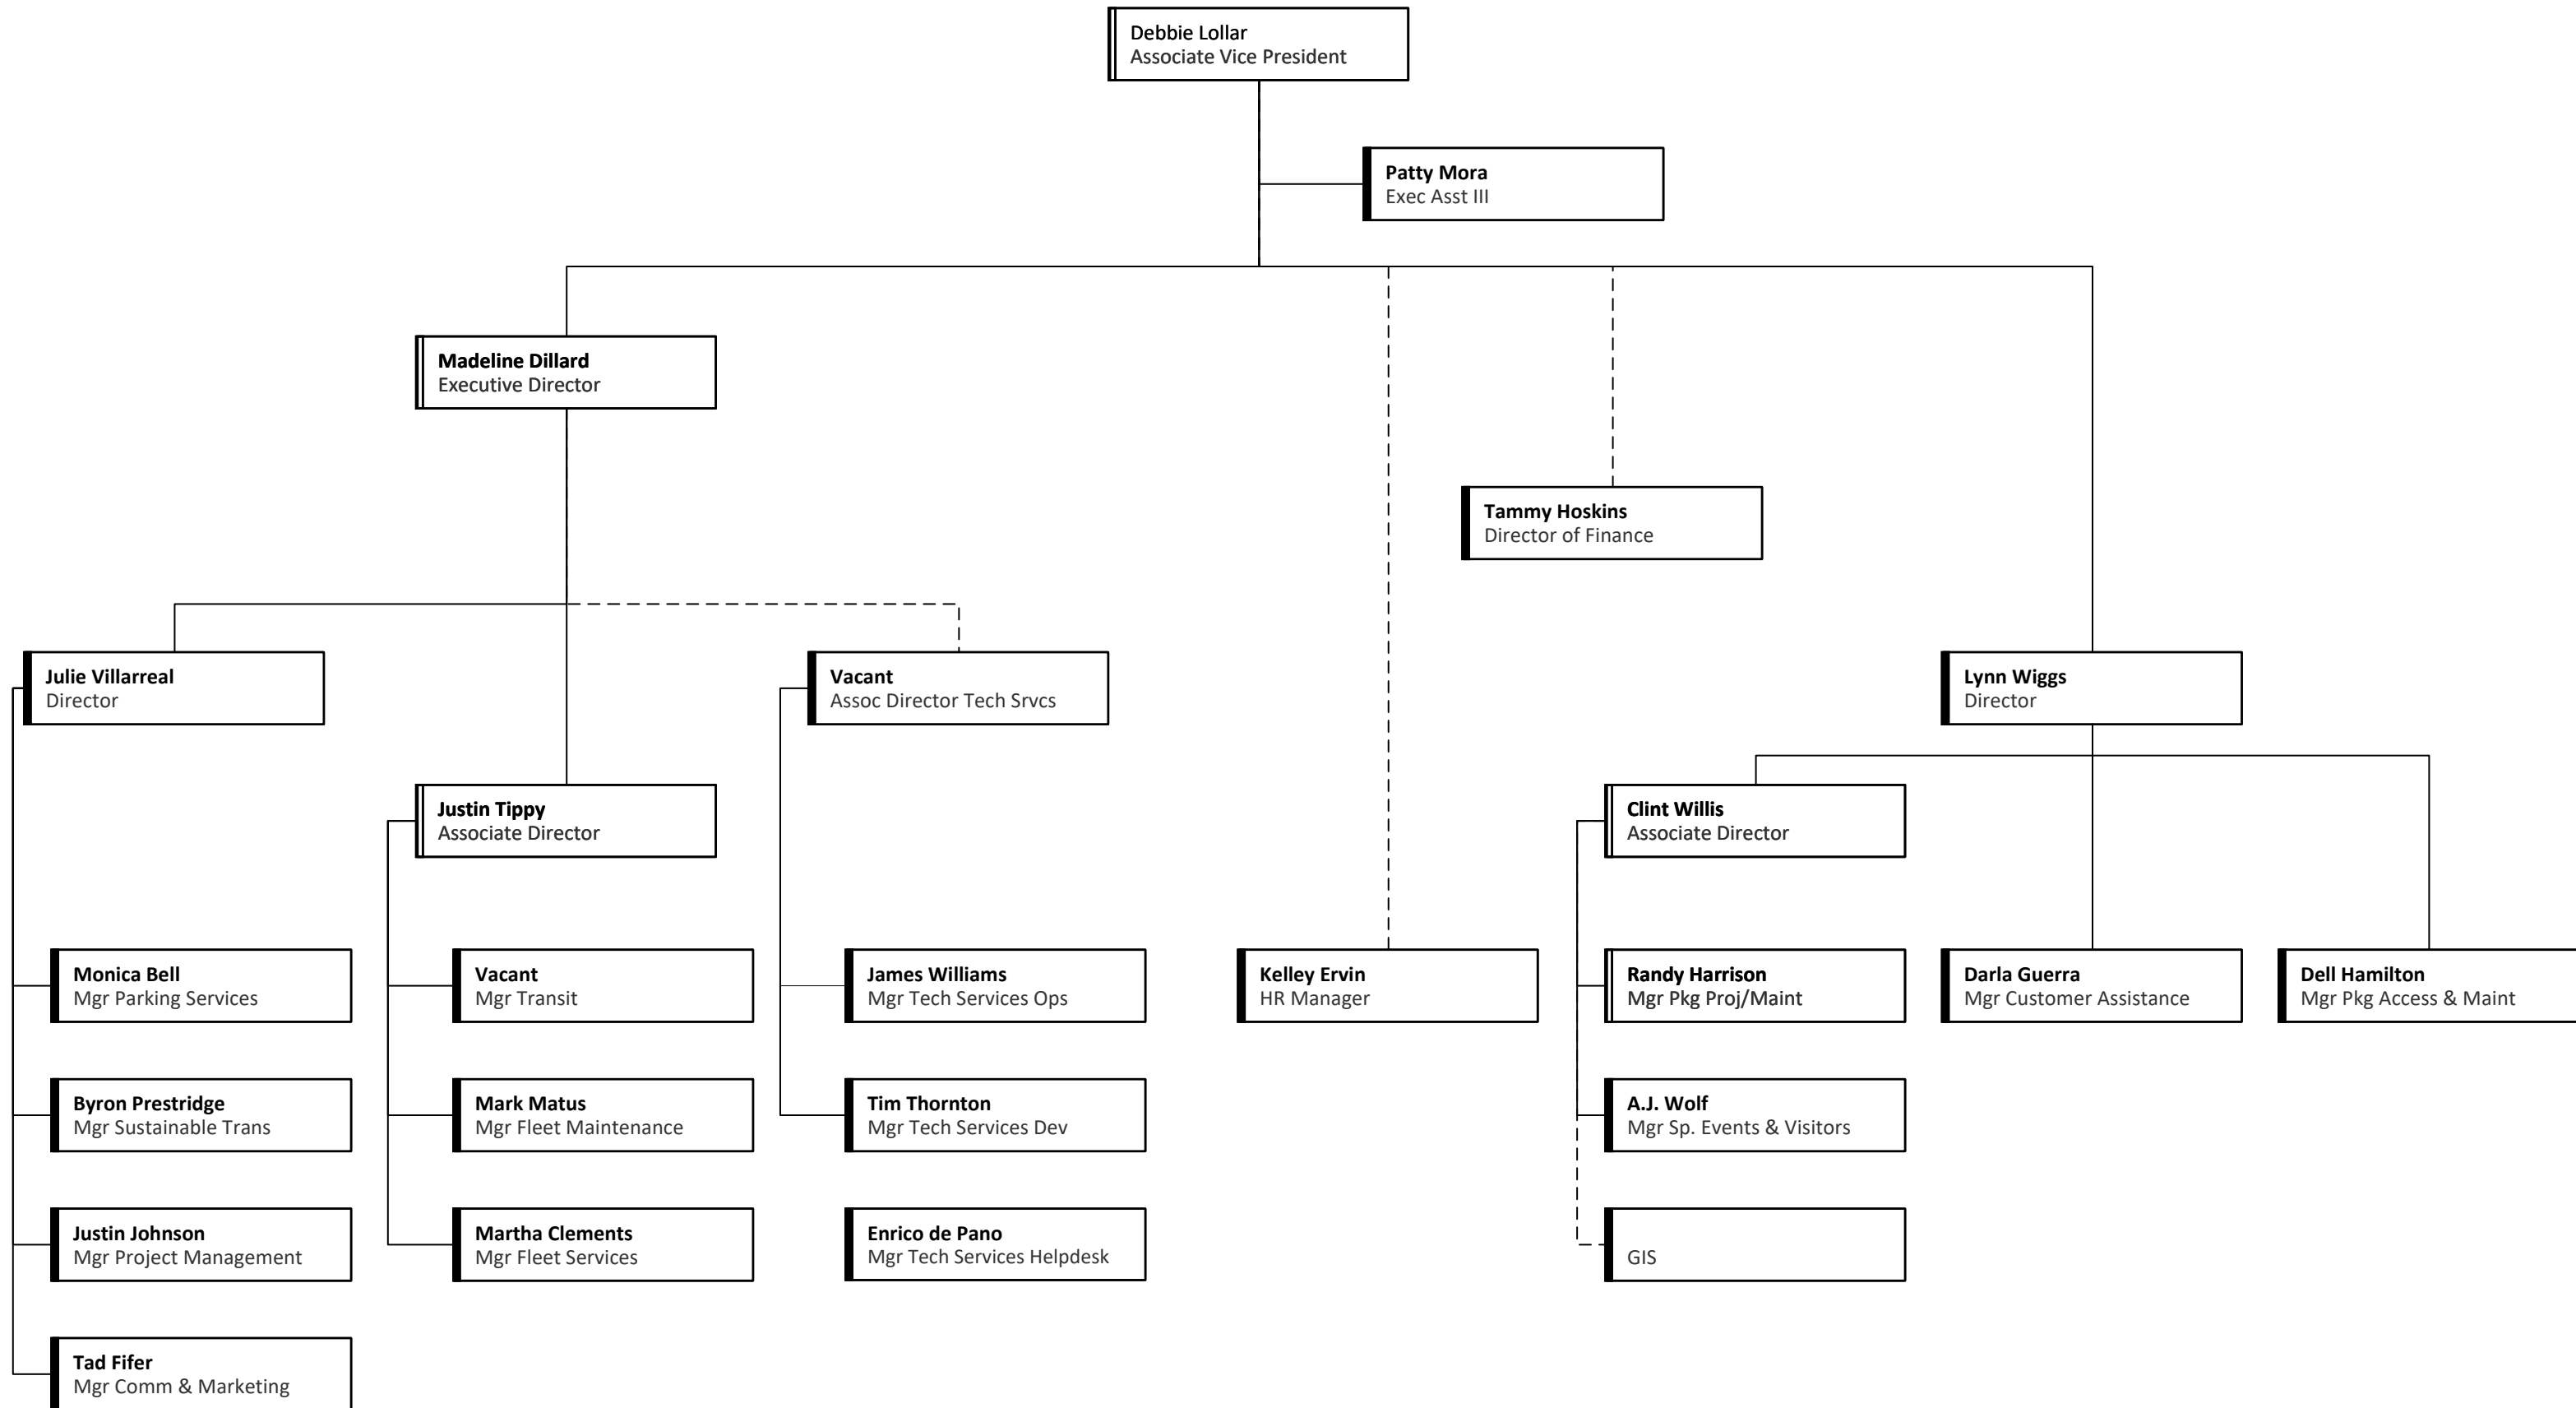 Debbie Lollar
Associate Vice President
Patty Mora
Exec Asst III
Madeline Dillard
Executive Director
Tammy Hoskins
Director of Finance
Julie Villarreal
Director
Vacant
Assoc Director Tech Srvcs
Lynn Wiggs
Director
Justin Tippy
Associate Director
Clint Willis
Associate Director
Monica Bell
Mgr Parking Services
Vacant
Mgr Transit
James Williams
Mgr Tech Services Ops
Kelley Ervin
HR Manager
Randy Harrison
Mgr Pkg Proj/Maint
Darla Guerra
Mgr Customer Assistance
Dell Hamilton
Mgr Pkg Access & Maint
Byron Prestridge
Mgr Sustainable Trans
Mark Matus
Mgr Fleet Maintenance
Tim Thornton
Mgr Tech Services Dev
A.J. Wolf
Mgr Sp. Events & Visitors
Justin Johnson
Mgr Project Management
Martha Clements
Mgr Fleet Services
Enrico de Pano
Mgr Tech Services Helpdesk
GIS
Tad Fifer
Mgr Comm & Marketing